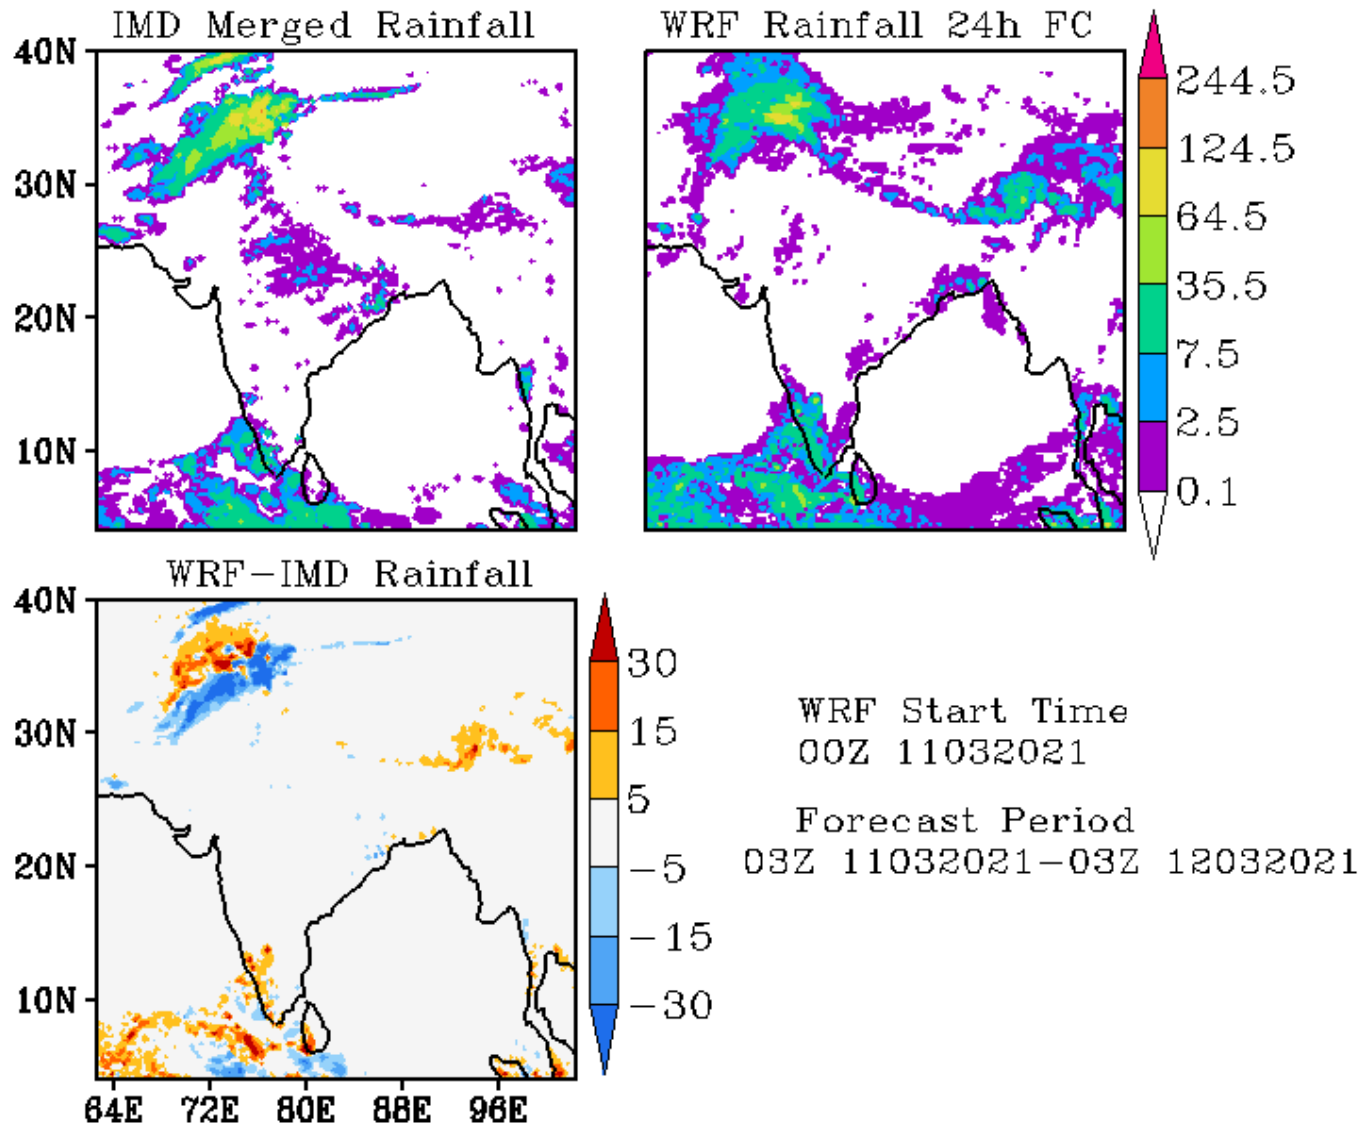 IMD Merged Rainfall
WRF Rainfall 24h FC
40N
30N
20N
10N
244.5
124.5
64.5
35.5
7.5
2.5
0.1
WRF-IMD Rainfall
40N
30N
20N
10N
64E 72E 80E 88E 96E
30
15
5
-5
-15
-30
WRF Start Time
00Z 11032021
Forecast Period
03Z 11032021-03Z 12032021